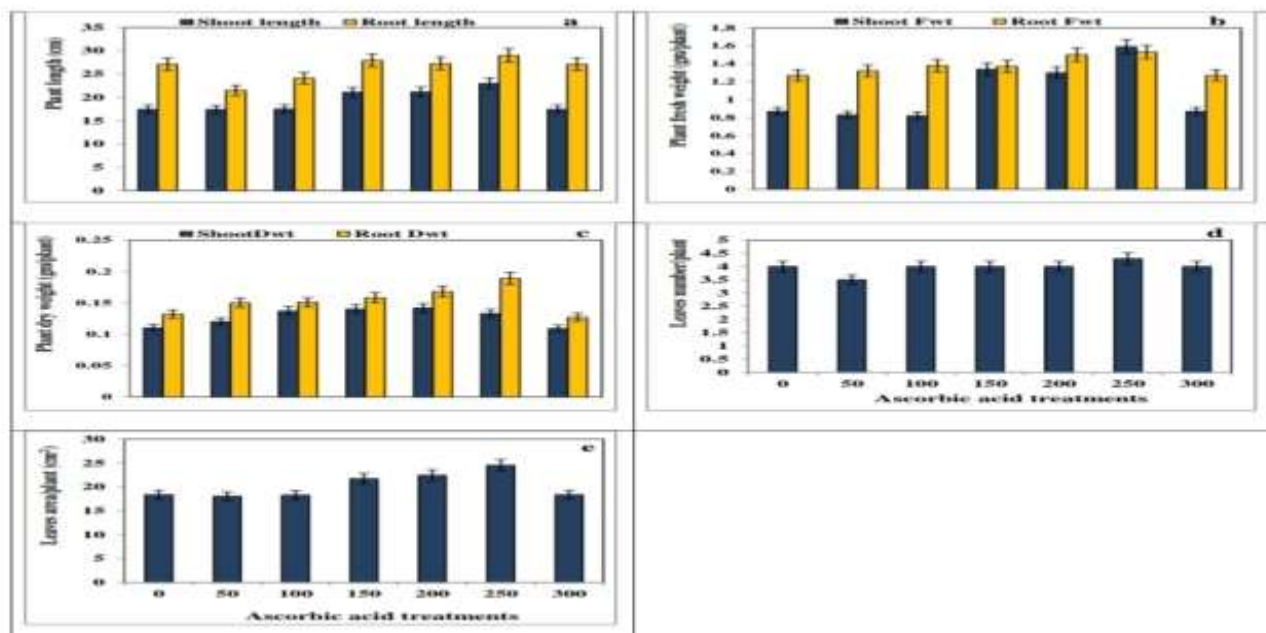 Shoot length Root length a
Plant length (cm)
35
30
25
20
15
10
5
0
Shoot Fwt Root Fwt b
Plant fresh weight (gm/plant)
1.8
1.6
1.4
1.2
1
0.8
0.6
0.4
0.2
0
ShootDwt Root Dwt c
Plant dry weight (gm/plant)
0.25
0.2
0.15
0.1
0.05
0
d
Leaves number/plant
4.5
4
3.5
3
2.5
2
1.5
1
0.5
0
0 50 100 150 200 250 300
Ascorbic acid treatments
e
Leaves area/plant (cm²)
30
25
20
15
10
5
0
0 50 100 150 200 250 300
Ascorbic acid treatments